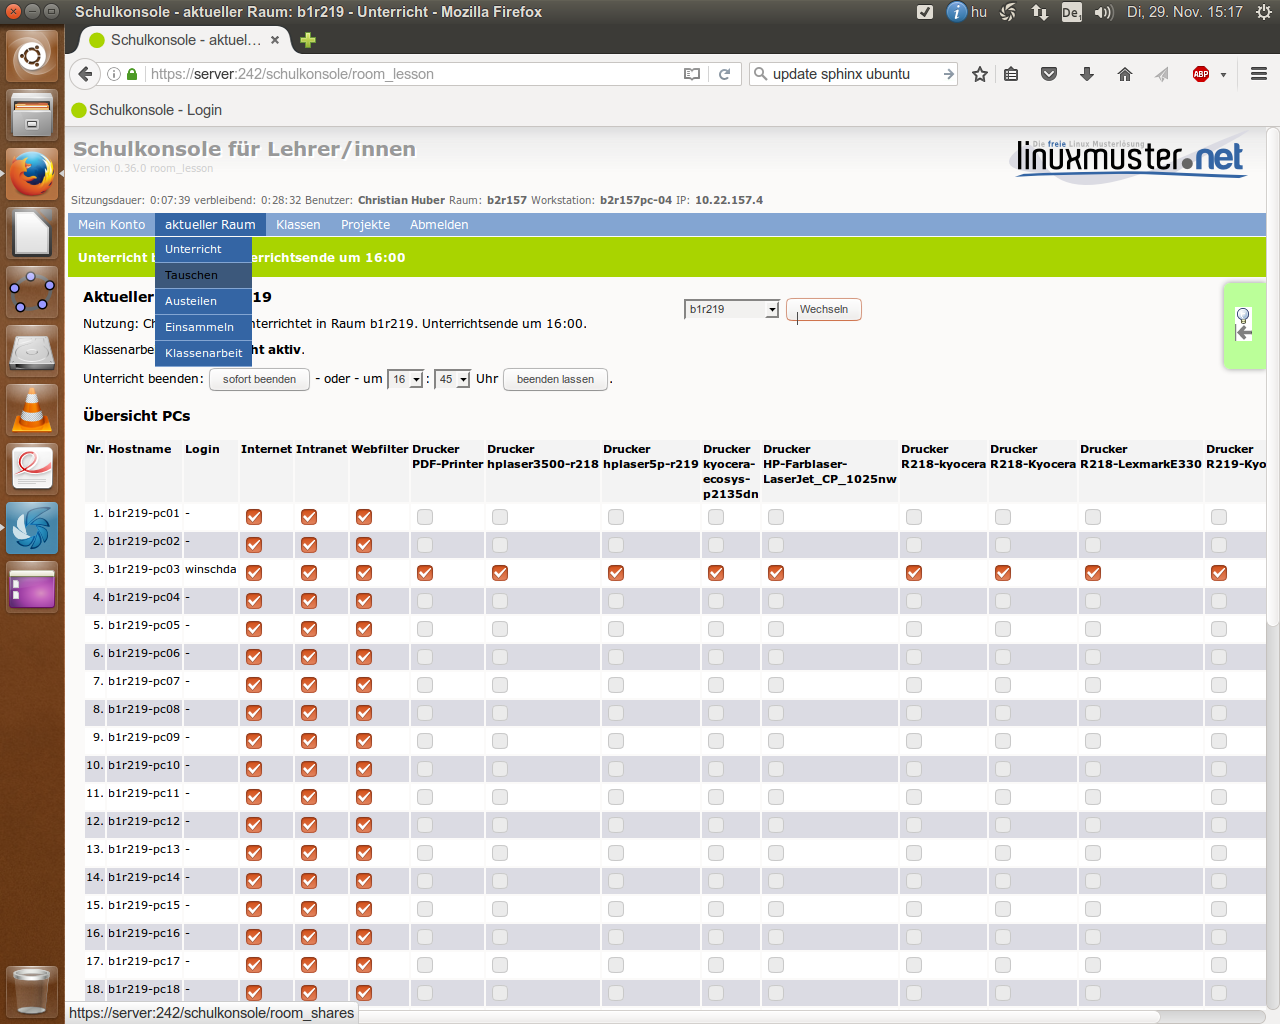 Schulkonsole - aktueller Raum: b1r219 - Unterricht - Mozilla Firefox
hu
De1
Di, 29. Nov. 15:17
Schulkonsole - aktuel...
https://server:242/schulkonsole/room_lesson
update sphinx ubuntu
ABP
Schulkonsole - Login
Schulkonsole für Lehrer/innen
Version 0.36.0 room_lesson
Die freie Linux Musterlösung
linuxmuster.net
Sitzungsdauer: 0:07:39 verbleibend: 0:28:32 Benutzer: Christian Huber Raum: b2r157 Workstation: b2r157pc-04 IP: 10.22.157.4
Mein Konto aktueller Raum Klassen Projekte Abmelden
Unterricht
Tauschen
Austeilen
Einsammeln
Klassenarbeit
Unterricht b rrichtsende um 16:00
Aktueller 19
b1r219 Wechseln
Nutzung: Ch nterrichtet in Raum b1r219. Unterrichtsende um 16:00.
Klassenarbe ht aktiv.
Unterricht beenden: sofort beenden - oder - um 16 : 45 Uhr beenden lassen .
Übersicht PCs
Nr. Hostname Login Internet Intranet Webfilter Drucker PDF-Printer Drucker hplaser3500-r218 Drucker hplaser5p-r219 Drucker kyocera-ecosys-p2135dn Drucker HP-Farblaser-LaserJet_CP_1025nw Drucker R218-kyocera Drucker R218-Kyocera Drucker R218-LexmarkE330 Drucker R219-Kyo
1. b1r219-pc01 -
2. b1r219-pc02 -
3. b1r219-pc03 winschda
4. b1r219-pc04 -
5. b1r219-pc05 -
6. b1r219-pc06 -
7. b1r219-pc07 -
8. b1r219-pc08 -
9. b1r219-pc09 -
10. b1r219-pc10 -
11. b1r219-pc11 -
12. b1r219-pc12 -
13. b1r219-pc13 -
14. b1r219-pc14 -
15. b1r219-pc15 -
16. b1r219-pc16 -
17. b1r219-pc17 -
18. b1r219-pc18 -
https://server:242/schulkonsole/room_shares